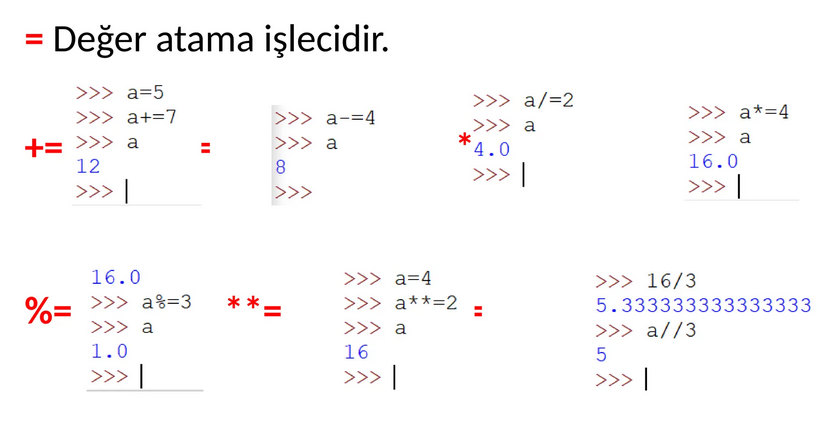 = Değer atama işlecidir.
+=
>>> a=5
>>> a+=7
>>> a
12
>>>
=
>>> a-=4
>>> a
8
>>>
*
>>> a/=2
>>> a
4.0
>>>
>>> a*=4
>>> a
16.0
>>>
%=
16.0
>>> a%=3
>>> a
1.0
>>>
**=
>>> a=4
>>> a**=2
>>> a
16
>>>
=
>>> 16/3
5.333333333333333
>>> a//3
5
>>>